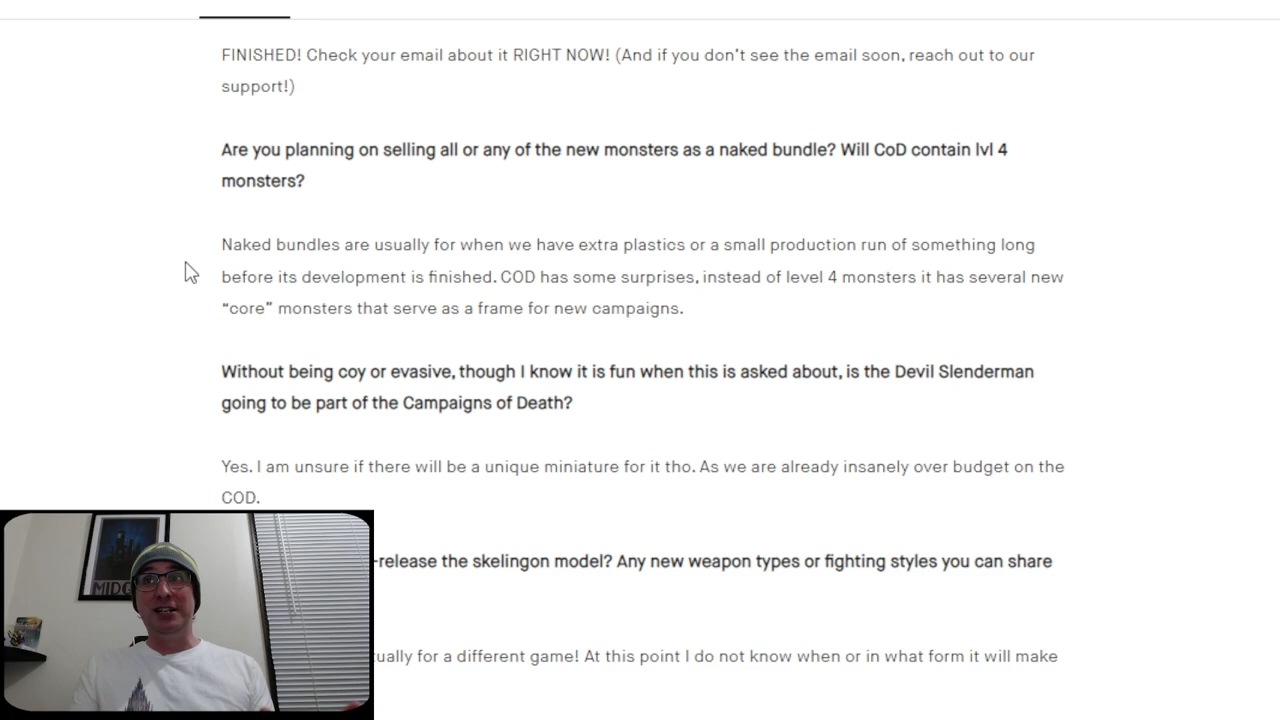 FINISHED! Check your email about it RIGHT NOW! (And if you don't see the email soon, reach out to our
support!)
Are you planning on selling all or any of the new monsters as a naked bundle? Will CoD contain lvl 4
monsters?
Naked bundles are usually for when we have extra plastics or a small production run of something long
before its development is finished. COD has some surprises, instead of level 4 monsters it has several new
“core” monsters that serve as a frame for new campaigns.
Without being coy or evasive, though I know it is fun when this is asked about, is the Devil Slenderman
going to be part of the Campaigns of Death?
Yes. I am unsure if there will be a unique miniature for it tho. As we are already insanely over budget on the
COD.
-release the skelingon model? Any new weapon types or fighting styles you can share
for a different game! At this point I do not know when or in what form it will make